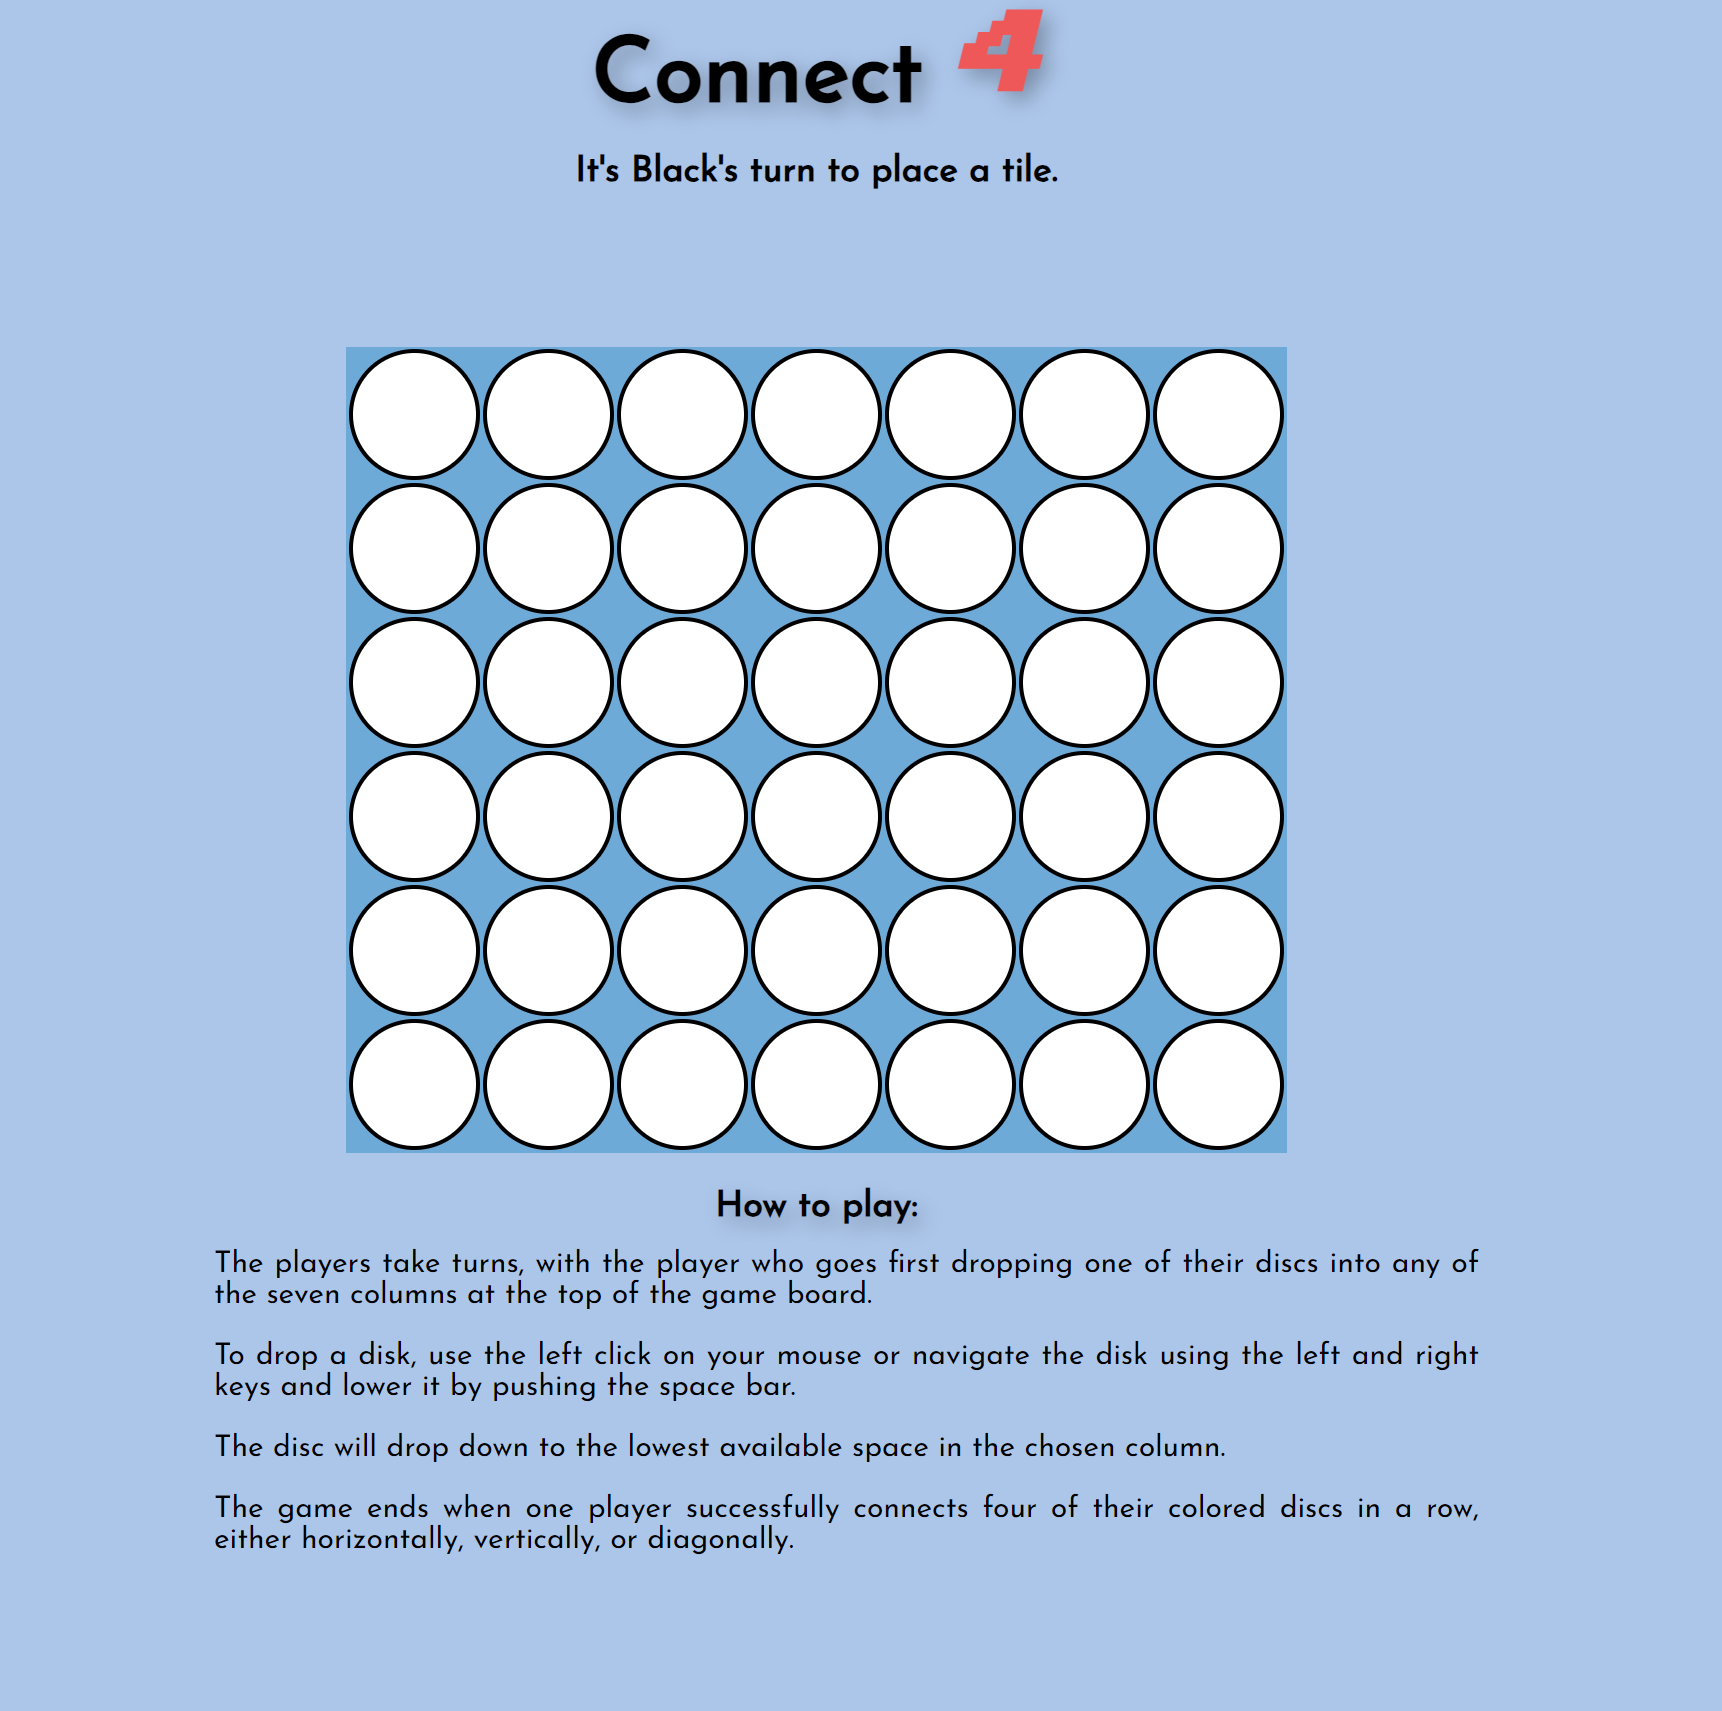 Connect 4
It's Black's turn to place a tile.
How to play:
The players take turns, with the player who goes first dropping one of their discs into any of
the seven columns at the top of the game board.
To drop a disk, use the left click on your mouse or navigate the disk using the left and right
keys and lower it by pushing the space bar.
The disc will drop down to the lowest available space in the chosen column.
The game ends when one player successfully connects four of their colored discs in a row,
either horizontally, vertically, or diagonally.